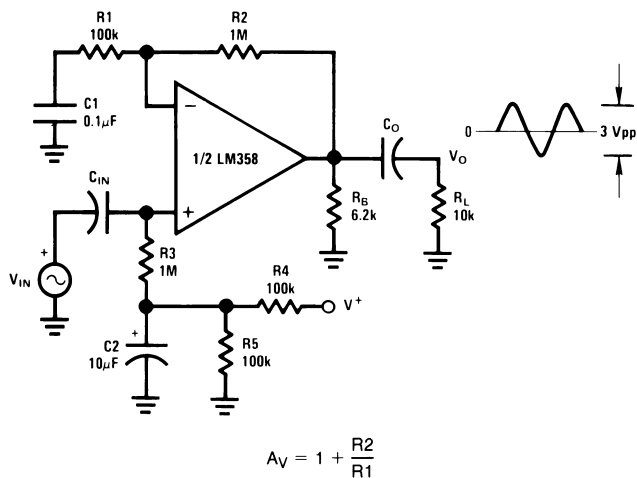 R1
100k
R2
1M
C1
0.1μF
−
1/2 LM358
+
CIN
+
VIN
R3
1M
C2
10μF
+
R4
100k
V+
R5
100k
CO
VO
RB
6.2k
RL
10k
0
3 Vpp
AV = 1 + R2
R1